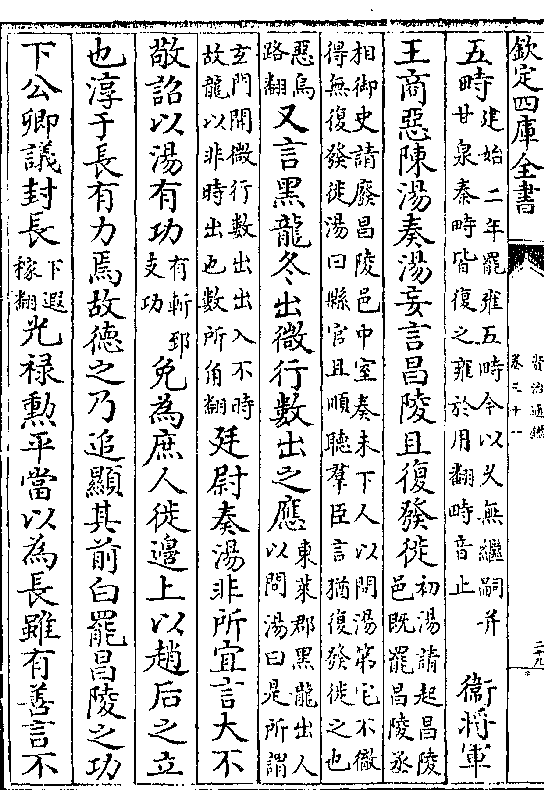 欽定四庫全書
資治通鑑
卷三十一
五畤建始二年罷雍五畤今以乆無繼嗣并甘泉泰畤皆復之雍於用翻畤音止衛將軍
王商惡陳湯奏湯妄言昌陵且復發徙初湯請起昌陵邑既罷昌陵丞
相御史請廢昌陵邑中室奏未下人以問湯第宅不徹得無復發徙湯曰縣官且順聽羣臣言猶復發徙之也
惡烏路翻又言黑龍冬出微行數出之應東萊郡黑龍出人以問湯曰是所謂
玄門開微行數出出入不時故龍以非時出也數所角翻廷尉奏湯非所宜言大不
敬詔以湯有功有斬郅支功免為庶人徙邊上以趙后之立
也淳于長有力焉故德之乃追顯其前白罷昌陵之功
下公卿議封長下遐稼翻光禄勲平當以為長雖有善言不